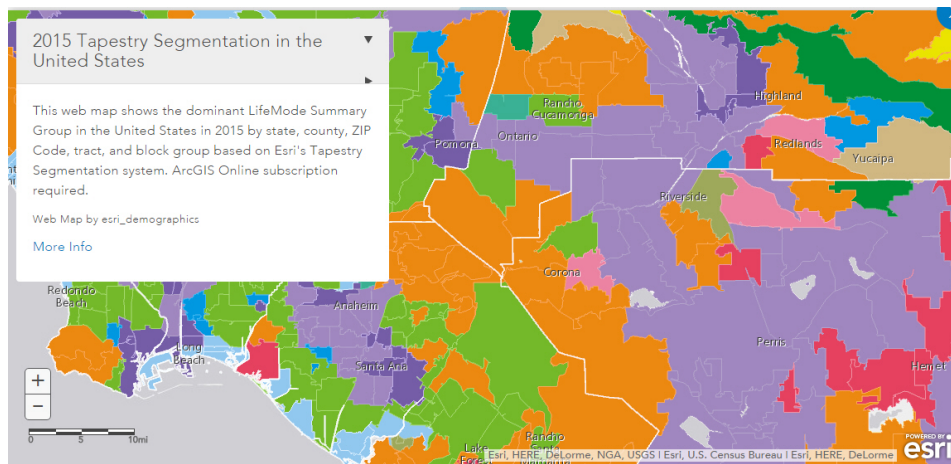 2015 Tapestry Segmentation in the
United States
This web map shows the dominant LifeMode Summary
Group in the United States in 2015 by state, county, ZIP
Code, tract, and block group based on Esri's Tapestry
Segmentation system. ArcGIS Online subscription
required.
Web Map by esri_demographics
More Info
Rancho
Cucamonga
Ontario
Pomona
Highland
Redlands
Yucaipa
Riverside
Corona
Redondo
Beach
Anaheim
Long
Beach
Santa Ana
Perris
Hemet
Lake
Rancho
Santa
+
−
0 5 10mi
Esri, HERE, DeLorme, NGA, USGS | Esri, U.S. Census Bureau | Esri, HERE, DeLorme
POWERED BY
esri